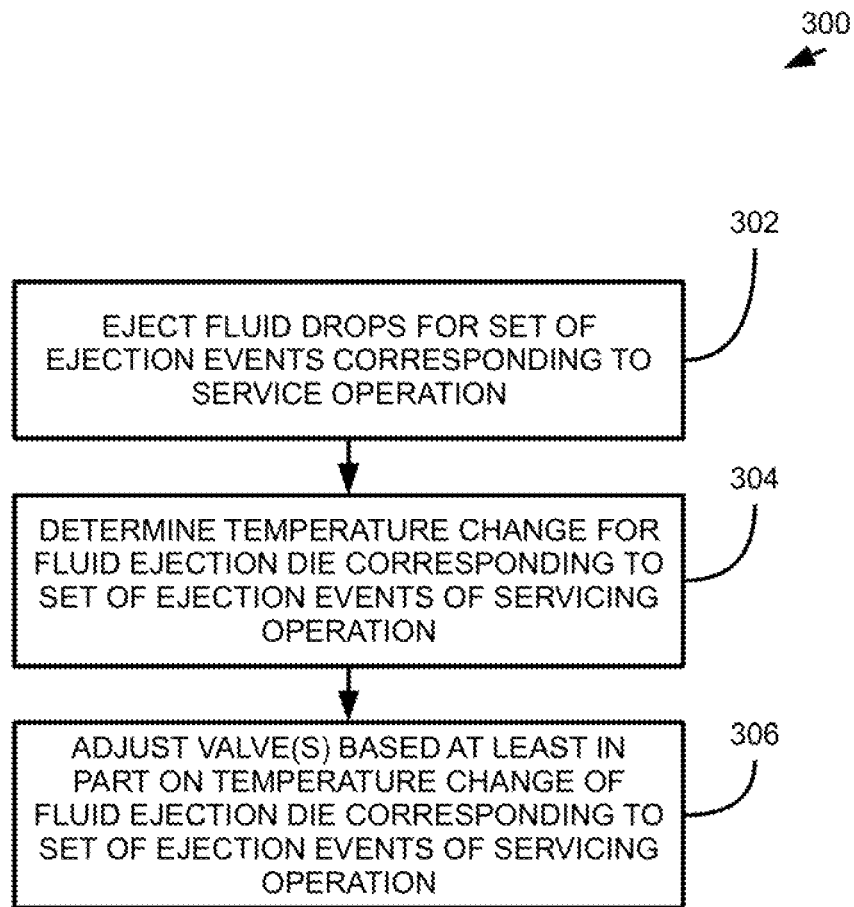 300
302
EJECT FLUID DROPS FOR SET OF
EJECTION EVENTS CORRESPONDING TO
SERVICE OPERATION
304
DETERMINE TEMPERATURE CHANGE FOR
FLUID EJECTION DIE CORRESPONDING TO
SET OF EJECTION EVENTS OF SERVICING
OPERATION
306
ADJUST VALVE(S) BASED AT LEAST IN
PART ON TEMPERATURE CHANGE OF
FLUID EJECTION DIE CORRESPONDING TO
SET OF EJECTION EVENTS OF SERVICING
OPERATION